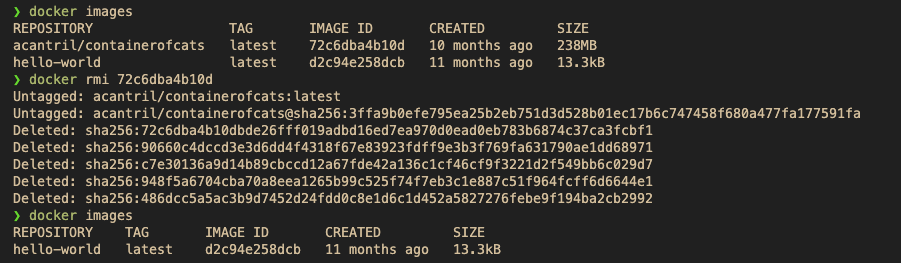 ❯ docker images
REPOSITORY                TAG       IMAGE ID       CREATED         SIZE
acantril/containerofcats   latest    72c6dba4b10d   10 months ago   238MB
hello-world                latest    d2c94e258dcb   11 months ago   13.3kB
❯ docker rmi 72c6dba4b10d
Untagged: acantril/containerofcats:latest
Untagged: acantril/containerofcats@sha256:3ffa9b0efe795ea25b2eb751d3d528b01ec17b6c747458f680a477fa177591fa
Deleted: sha256:72c6dba4b10dbde26fff019adbd16ed7ea970d0ead0eb783b6874c37ca3fcbf1
Deleted: sha256:90660c4dccd3e3d6dd4f4318f67e83923fdff9e3b3f769fa631790ae1dd68971
Deleted: sha256:c7e30136a9d14b89cbccd12a67fde42a136c1cf46cf9f3221d2f549bb6c029d7
Deleted: sha256:948f5a6704cba70a8eea1265b99c525f74f7eb3c1e887c51f964fcff6d6644e1
Deleted: sha256:486dcc5a5ac3b9d7452d24fdd0c8e1d6c1d452a5827276febe9f194ba2cb2992
❯ docker images
REPOSITORY    TAG       IMAGE ID       CREATED         SIZE
hello-world   latest    d2c94e258dcb   11 months ago   13.3kB